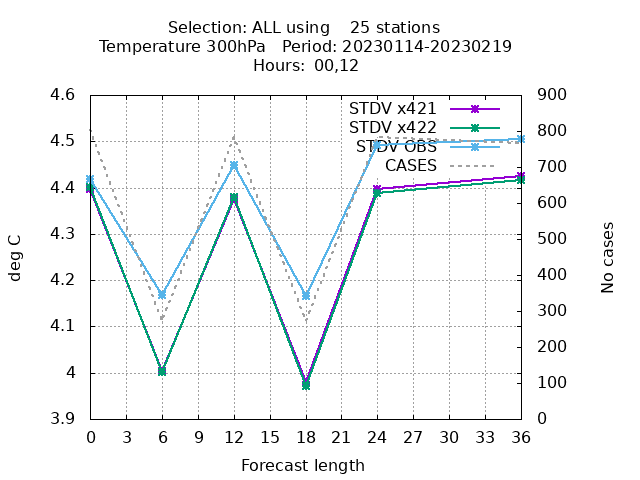 Selection: ALL using    25 stations
Temperature 300hPa   Period: 20230114-20230219
Hours:  00,12
4.6
4.5
4.4
4.3
4.2
4.1
4
3.9
900
800
700
600
500
400
300
200
100
0
STDV x421
STDV x422
STDV OBS
CASES
deg C
No cases
0 3 6 9 12 15 18 21 24 27 30 33 36
Forecast length